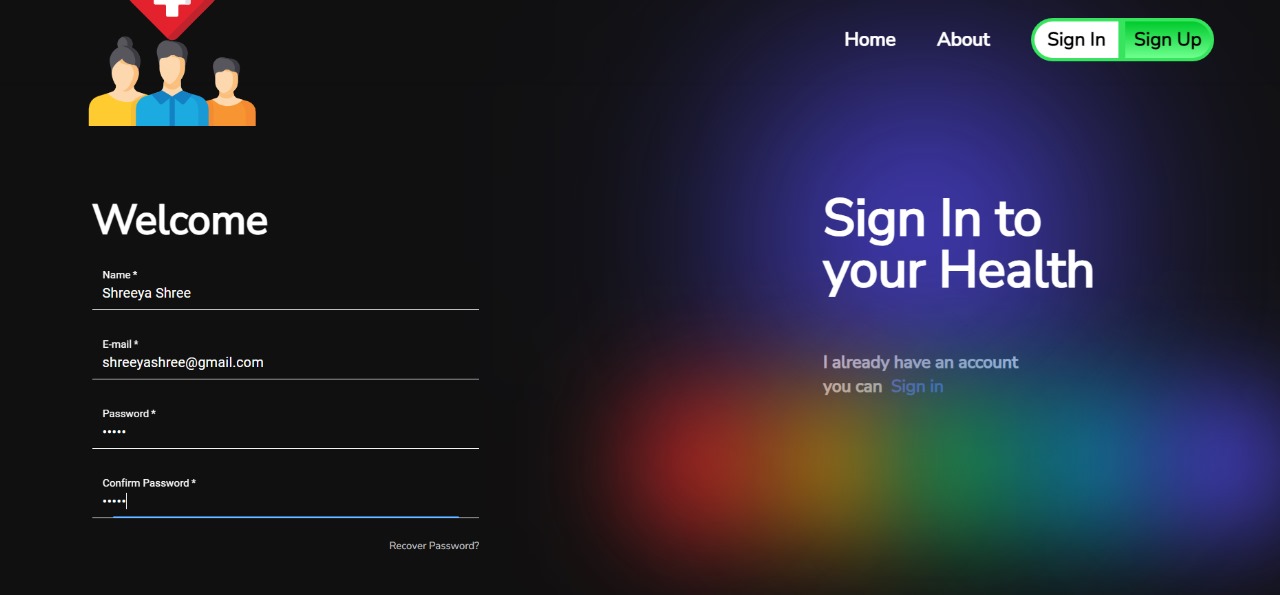 Home About Sign In Sign Up
Welcome
Name *
Shreeya Shree
E-mail *
shreeyashree@gmail.com
Password *
•••••
Confirm Password *
•••••
Recover Password?
Sign In to
your Health
I already have an account
you can Sign in